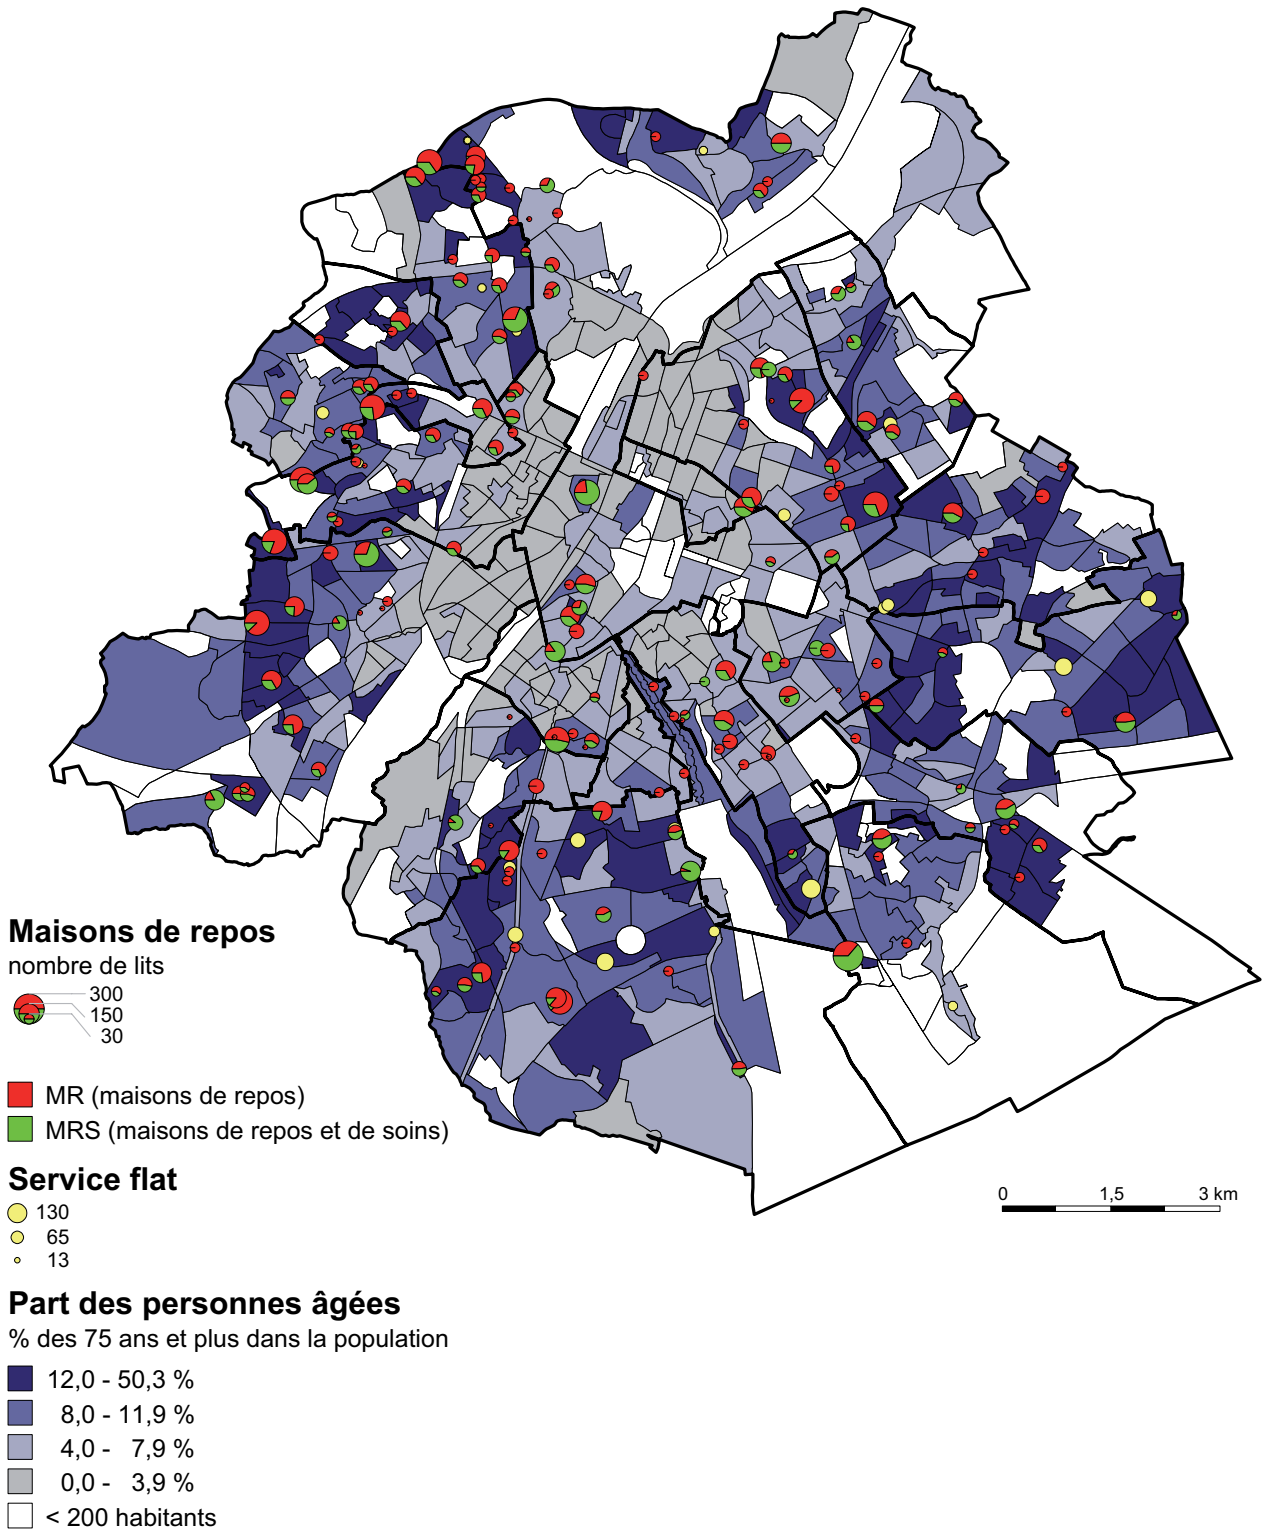 Maisons de repos
nombre de lits
300
150
30
MR (maisons de repos)
MRS (maisons de repos et de soins)
Service flat
130
65
13
0 1,5 3 km
Part des personnes âgées
% des 75 ans et plus dans la population
12,0 - 50,3 %
8,0 - 11,9 %
4,0 - 7,9 %
0,0 - 3,9 %
< 200 habitants